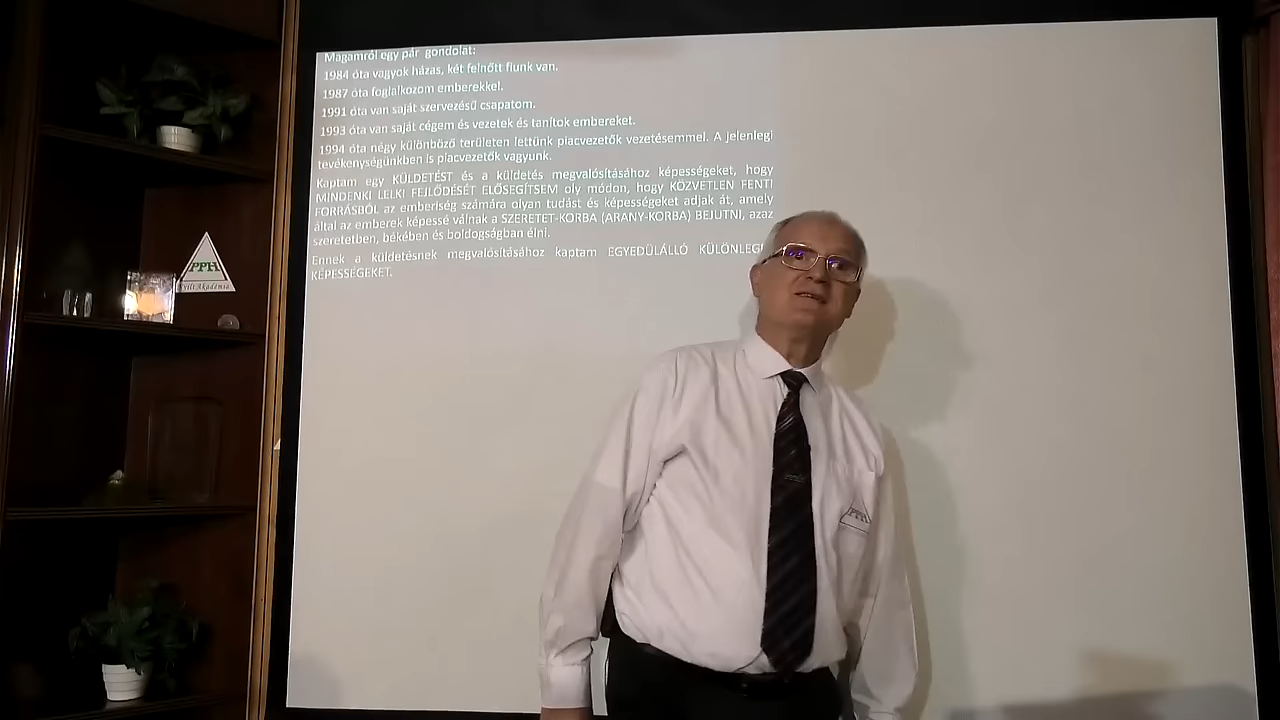 Magamról egy pár gondolat:
1984 óta vagyok házas, két felnőtt fiunk van.
1987 óta foglalkozom emberekkel.
1991 óta van saját szervezésű csapatom.
1993 óta van saját cégem és vezetek és tanítok embereket.
1994 óta négy különböző területen lettünk piacvezetők vezetésemmel. A jelenlegi
tevékenységünkben is piacvezetők vagyunk.
Kaptam egy KÜLDETÉST és a küldetés megvalósításához képességeket, hogy
MINDENKI LELKI FEJLŐDÉSÉT ELŐSEGÍTSEM oly módon, hogy KÖZVETLEN FENTI
FORRÁSBÓL az emberiség számára olyan tudást és képességeket adjak át, amely
által az emberek képessé válnak a SZERETET-KORBA (ARANY-KORBA) BEJUTNI, azaz
szeretetben, békében és boldogságban élni.
Ennek a küldetésnek megvalósításához kaptam EGYEDÜLÁLLÓ KÜLÖNLEGES
KÉPESSÉGEKET.
PPH
Nyílt Akadémia
PPH